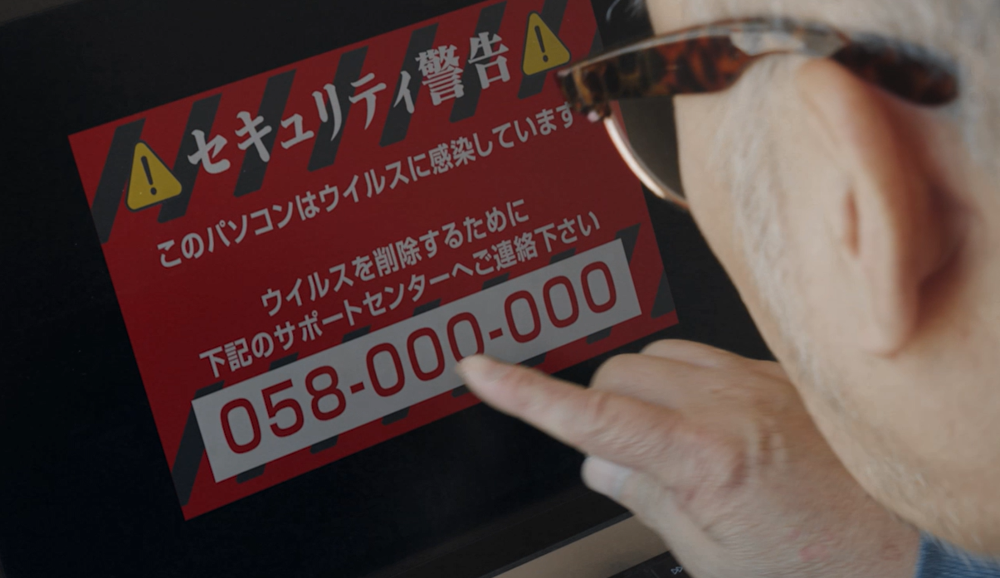 セキュリティ警告
このパソコンはウイルスに感染しています
ウイルスを削除するために
下記のサポートセンターへご連絡下さい
058-000-000